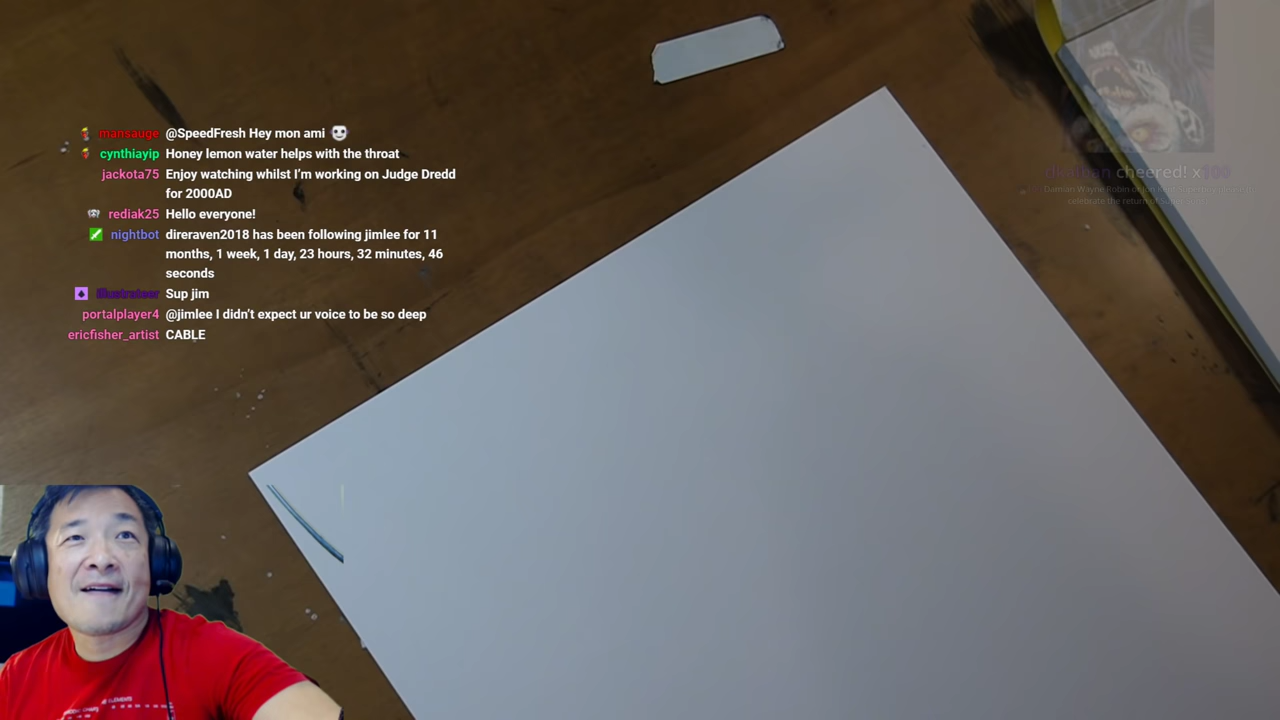 mansauge @SpeedFresh Hey mon ami
cynthiayip Honey lemon water helps with the throat
jackota75 Enjoy watching whilst I'm working on Judge Dredd
for 2000AD
rediak25 Hello everyone!
nightbot direraven2018 has been following jimlee for 11
months, 1 week, 1 day, 23 hours, 32 minutes, 46
seconds
illustrateer Sup jim
portalplayer4 @jimlee I didn't expect ur voice to be so deep
ericfisher_artist CABLE
cheered! x100